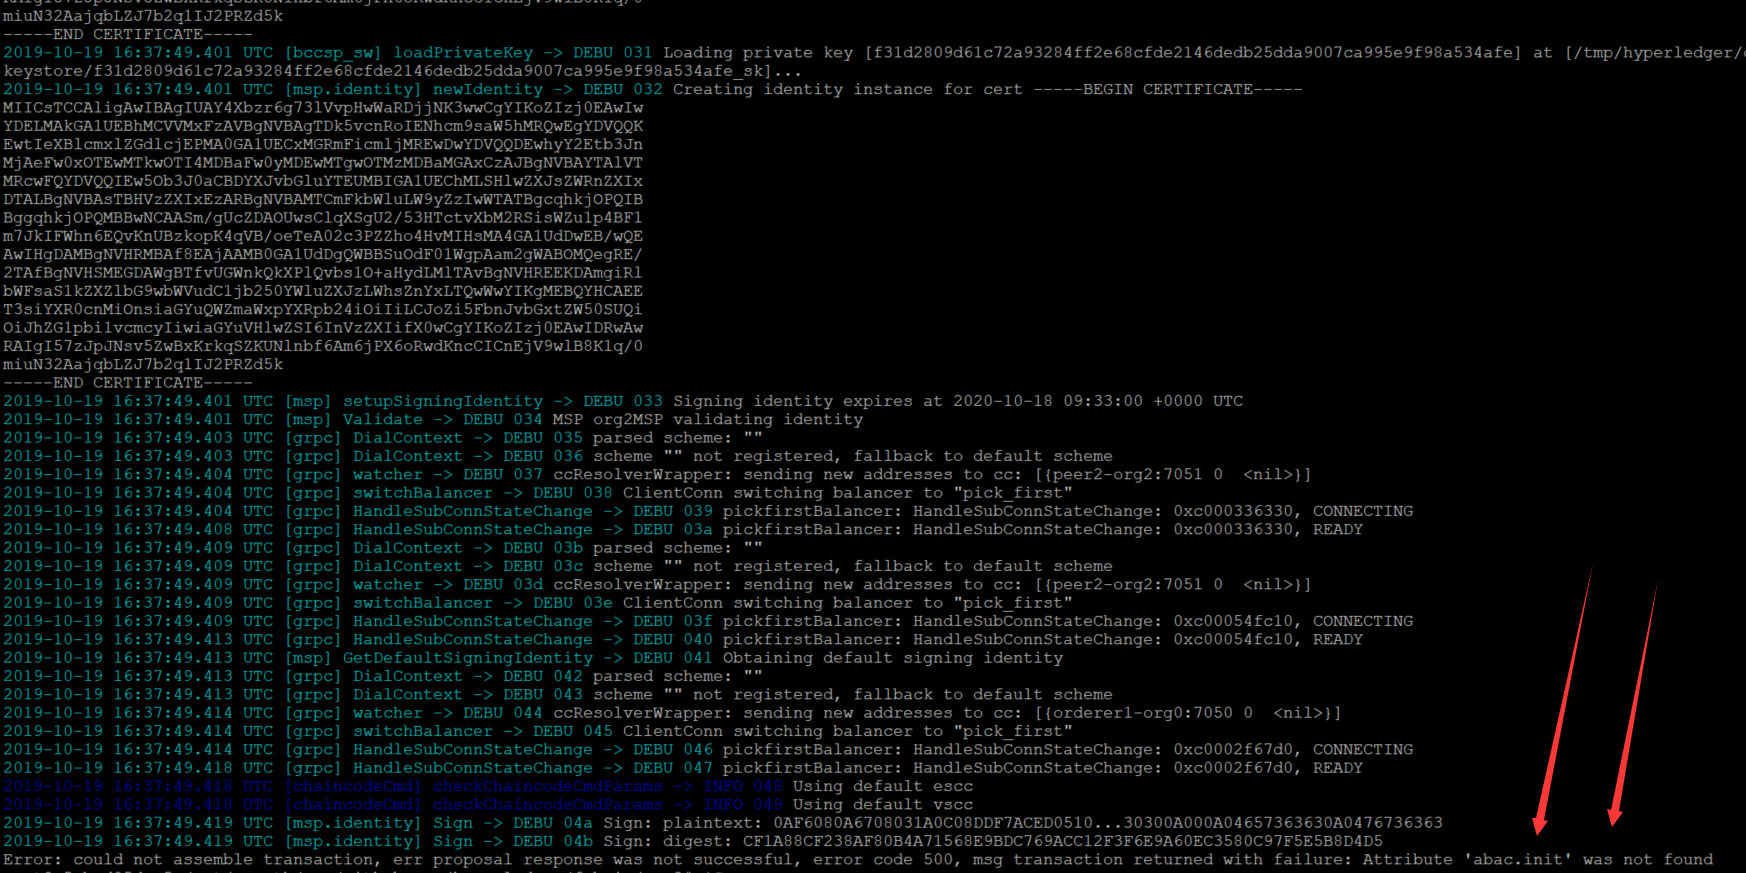 miuN32AajqbLZJ7b2qlIJ2PRZd5k
-----END CERTIFICATE-----
2019-10-19 16:37:49.401 UTC [bccsp_sw] loadPrivateKey -> DEBU 031 Loading private key [f31d2809d61c72a93284ff2e68cfde2146dedb25dda9007ca995e9f98a534afe] at [/tmp/hyperledger/
keystore/f31d2809d61c72a93284ff2e68cfde2146dedb25dda9007ca995e9f98a534afe_sk]...
2019-10-19 16:37:49.401 UTC [msp.identity] newIdentity -> DEBU 032 Creating identity instance for cert -----BEGIN CERTIFICATE-----
MIICsTCCAligAwIBAgIUAY4Xbzr6g73lVvpHwWaRDjjNK3wwCgYIKoZIzj0EAwIw
YDELMAkGA1UEBhMCVVMxFzAVBgNVBAgTDk5vcnRoIENhcm9saW5hMRQwEgYDVQQK
EwtIeXBlcmxlZGdlcjEPMA0GA1UECxMGRmFicmljMREwDwYDVQQDEwhyY2Etb3Jn
MjAeFw0xOTEwMTkwOTI4MDBaFw0yMDEwMTgwOTMzMDBaMGAxCzAJBgNVBAYTAlVT
MRcwFQYDVQQIEw5Ob3J0aCBDYXJvbGluYTEUMBIGA1UEChMLSHlwZXJsZWRnZXIx
DTALBgNVBAsTBHVzZXIxEzARBgNVBAMTCmFkbWluLW9yZzIwWTATBgcqhkjOPQIB
BggqhkjOPQMBBwNCAASm/gUcZDAOUwsClqXSgU2/53HTctvXbM2RSisWZu1p4BF1
m7JkIFWhn6EQvKnUBzkopK4qVB/oeTeA02c3PZZho4HvMIHsMA4GA1UdDwEB/wQE
AwIHgDAMBgNVHRMBAf8EAjAAMB0GA1UdDgQWBBSuOdF01WgpAam2gWABOMQegRE/
2TAfBgNVHSMEGDAWgBTfvUGWnkQkXPlQvbs1O+aHydLMlTAvBgNVHREEKDAmgiRl
bWFsaS1kZXZlbG9wbWVudC1jb250YWluZXJzLWhsZnYxLTQwWwYIKgMEBQYHCAEE
T3siYXR0cnMiOnsiaGYuQWZmaWxpYXRpb24iOiIiLCJoZi5FbnJvbGxtZW50SUQi
OiJhZG1pbi1vcmcyIiwiaGYuVHlwZSI6InVzZXIifX0wCgYIKoZIzj0EAwIDRwAw
RAIgI57zJpJNsv5ZwBxKrkqSZKUNlnbf6Am6jPX6oRwdKncCICnEjV9wlB8Klq/0
miuN32AajqbLZJ7b2qlIJ2PRZd5k
-----END CERTIFICATE-----
2019-10-19 16:37:49.401 UTC [msp] setupSigningIdentity -> DEBU 033 Signing identity expires at 2020-10-18 09:33:00 +0000 UTC
2019-10-19 16:37:49.401 UTC [msp] Validate -> DEBU 034 MSP org2MSP validating identity
2019-10-19 16:37:49.403 UTC [grpc] DialContext -> DEBU 035 parsed scheme: ""
2019-10-19 16:37:49.403 UTC [grpc] DialContext -> DEBU 036 scheme "" not registered, fallback to default scheme
2019-10-19 16:37:49.404 UTC [grpc] watcher -> DEBU 037 ccResolverWrapper: sending new addresses to cc: [{peer2-org2:7051 0  <nil>}]
2019-10-19 16:37:49.404 UTC [grpc] switchBalancer -> DEBU 038 ClientConn switching balancer to "pick_first"
2019-10-19 16:37:49.404 UTC [grpc] HandleSubConnStateChange -> DEBU 039 pickfirstBalancer: HandleSubConnStateChange: 0xc000336330, CONNECTING
2019-10-19 16:37:49.408 UTC [grpc] HandleSubConnStateChange -> DEBU 03a pickfirstBalancer: HandleSubConnStateChange: 0xc000336330, READY
2019-10-19 16:37:49.409 UTC [grpc] DialContext -> DEBU 03b parsed scheme: ""
2019-10-19 16:37:49.409 UTC [grpc] DialContext -> DEBU 03c scheme "" not registered, fallback to default scheme
2019-10-19 16:37:49.409 UTC [grpc] watcher -> DEBU 03d ccResolverWrapper: sending new addresses to cc: [{peer2-org2:7051 0  <nil>}]
2019-10-19 16:37:49.409 UTC [grpc] switchBalancer -> DEBU 03e ClientConn switching balancer to "pick_first"
2019-10-19 16:37:49.409 UTC [grpc] HandleSubConnStateChange -> DEBU 03f pickfirstBalancer: HandleSubConnStateChange: 0xc00054fc10, CONNECTING
2019-10-19 16:37:49.413 UTC [grpc] HandleSubConnStateChange -> DEBU 040 pickfirstBalancer: HandleSubConnStateChange: 0xc00054fc10, READY
2019-10-19 16:37:49.413 UTC [msp] GetDefaultSigningIdentity -> DEBU 041 Obtaining default signing identity
2019-10-19 16:37:49.413 UTC [grpc] DialContext -> DEBU 042 parsed scheme: ""
2019-10-19 16:37:49.413 UTC [grpc] DialContext -> DEBU 043 scheme "" not registered, fallback to default scheme
2019-10-19 16:37:49.414 UTC [grpc] watcher -> DEBU 044 ccResolverWrapper: sending new addresses to cc: [{orderer1-org0:7050 0  <nil>}]
2019-10-19 16:37:49.414 UTC [grpc] switchBalancer -> DEBU 045 ClientConn switching balancer to "pick_first"
2019-10-19 16:37:49.414 UTC [grpc] HandleSubConnStateChange -> DEBU 046 pickfirstBalancer: HandleSubConnStateChange: 0xc0002f67d0, CONNECTING
2019-10-19 16:37:49.418 UTC [grpc] HandleSubConnStateChange -> DEBU 047 pickfirstBalancer: HandleSubConnStateChange: 0xc0002f67d0, READY
2019-10-19 16:37:49.418 UTC [chaincodeCmd] checkChaincodeCmdParams -> INFO 048 Using default escc
2019-10-19 16:37:49.418 UTC [chaincodeCmd] checkChaincodeCmdParams -> INFO 049 Using default vscc
2019-10-19 16:37:49.419 UTC [msp.identity] Sign -> DEBU 04a Sign: plaintext: 0AF6080A6708031A0C08DDF7ACED0510...30300A000A04657363630A0476736363
2019-10-19 16:37:49.419 UTC [msp.identity] Sign -> DEBU 04b Sign: digest: CF1A88CF238AF80B4A71568E9BDC769ACC12F3F6E9A60EC3580C97F5E5B8D4D5
Error: could not assemble transaction, err proposal response was not successful, error code 500, msg transaction returned with failure: Attribute 'abac.init' was not found